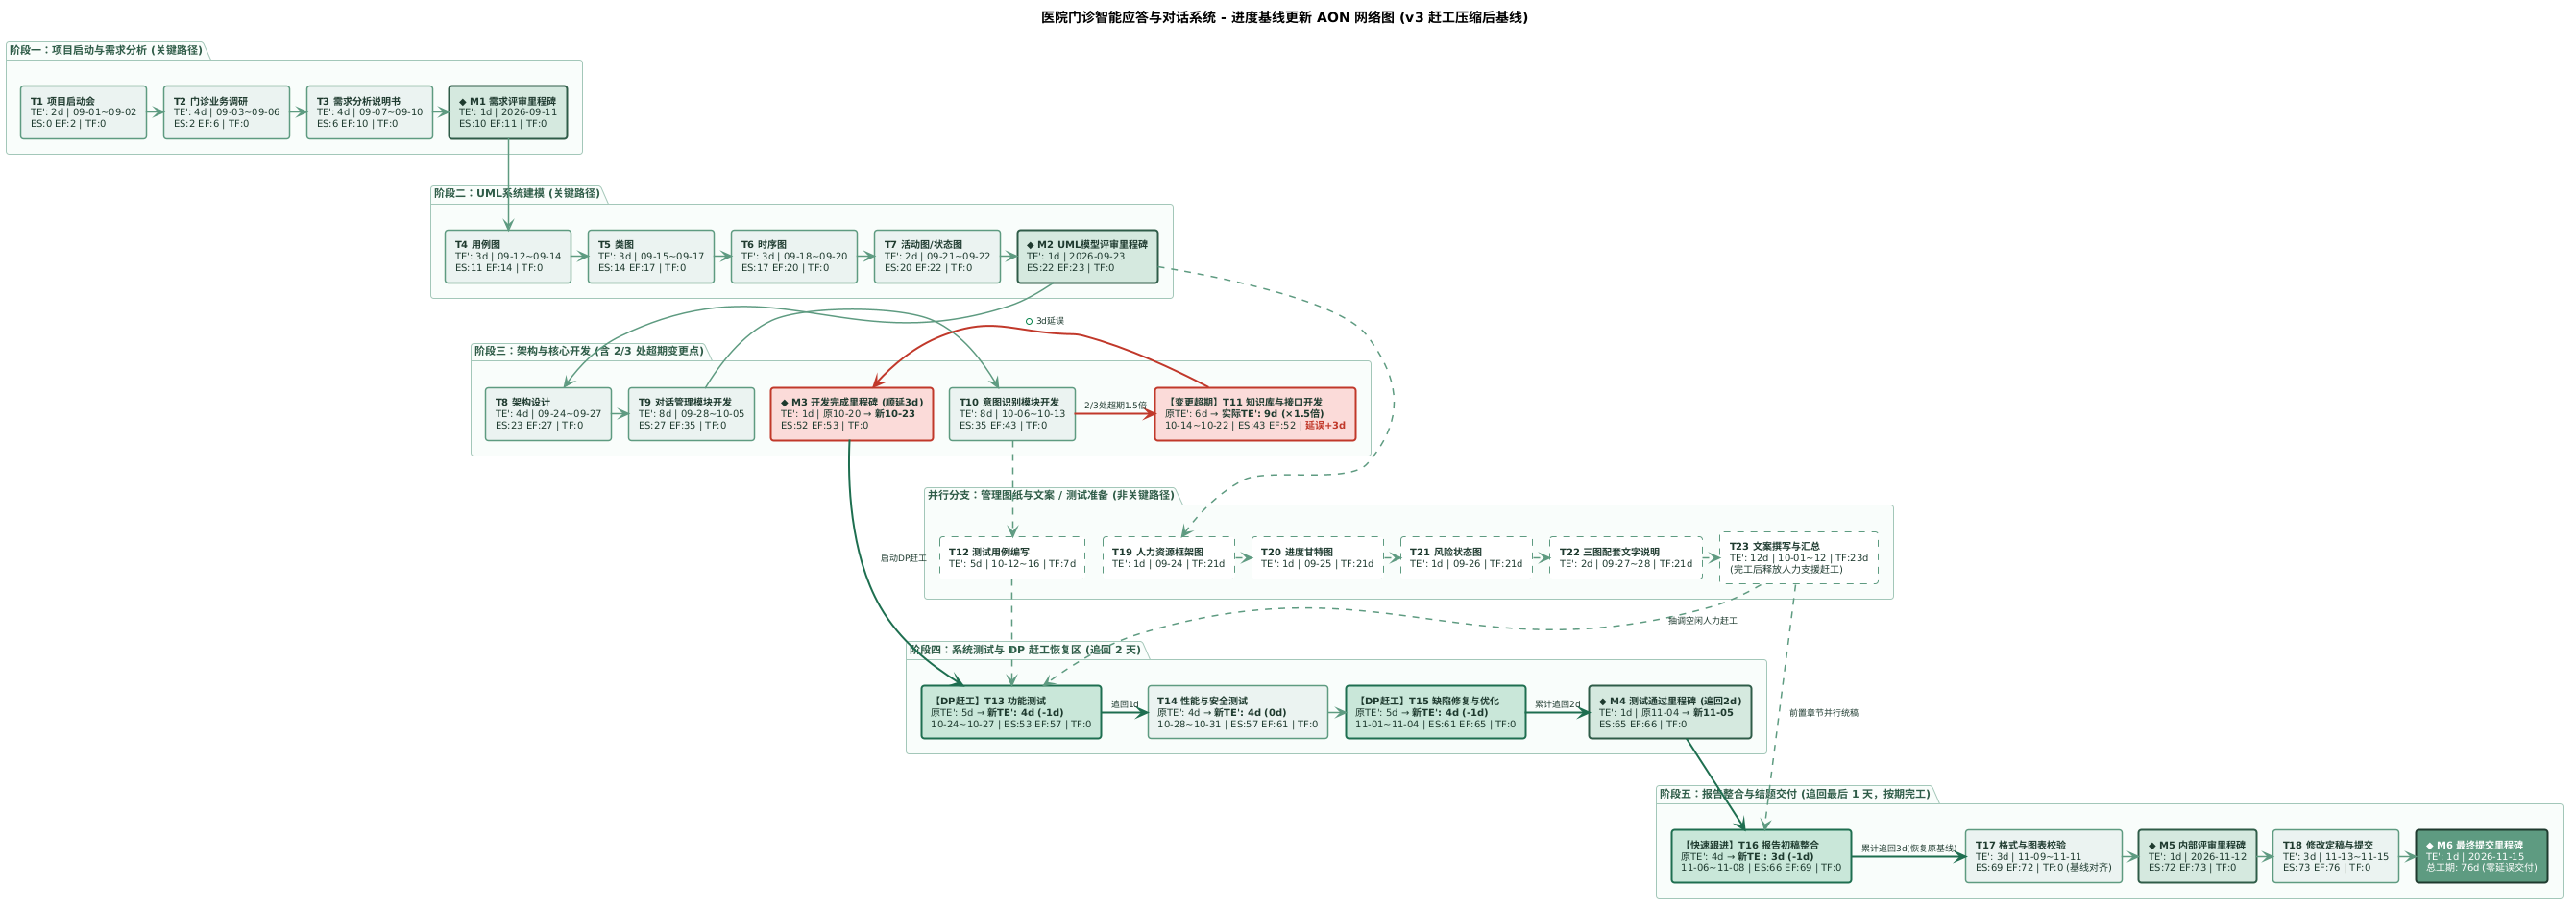 医院门诊智能应答与对话系统 - 进度基线更新 AON 网络图 (v3 赶工压缩后基线)
阶段一：项目启动与需求分析 (关键路径)
T1 项目启动会
TE': 2d | 09-01~09-02
ES:0 EF:2 | TF:0
T2 门诊业务调研
TE': 4d | 09-03~09-06
ES:2 EF:6 | TF:0
T3 需求分析说明书
TE': 4d | 09-07~09-10
ES:6 EF:10 | TF:0
◆ M1 需求评审里程碑
TE': 1d | 2026-09-11
ES:10 EF:11 | TF:0
阶段二：UML系统建模 (关键路径)
T4 用例图
TE': 3d | 09-12~09-14
ES:11 EF:14 | TF:0
T5 类图
TE': 3d | 09-15~09-17
ES:14 EF:17 | TF:0
T6 时序图
TE': 3d | 09-18~09-20
ES:17 EF:20 | TF:0
T7 活动图/状态图
TE': 2d | 09-21~09-22
ES:20 EF:22 | TF:0
◆ M2 UML模型评审里程碑
TE': 1d | 2026-09-23
ES:22 EF:23 | TF:0
3d延误
阶段三：架构与核心开发 (含 2/3 处超期变更点)
T8 架构设计
TE': 4d | 09-24~09-27
ES:23 EF:27 | TF:0
T9 对话管理模块开发
TE': 8d | 09-28~10-05
ES:27 EF:35 | TF:0
◆ M3 开发完成里程碑 (顺延3d)
TE': 1d | 原10-20 → 新10-23
ES:52 EF:53 | TF:0
T10 意图识别模块开发
TE': 8d | 10-06~10-13
ES:35 EF:43 | TF:0
2/3处超期1.5倍
【变更超期】T11 知识库与接口开发
原TE': 6d → 实际TE': 9d (×1.5倍)
10-14~10-22 | ES:43 EF:52 | 延误+3d
并行分支：管理图纸与文案 / 测试准备 (非关键路径)
启动DP赶工
T12 测试用例编写
TE': 5d | 10-12~16 | TF:7d
T19 人力资源框架图
TE': 1d | 09-24 | TF:21d
T20 进度甘特图
TE': 1d | 09-25 | TF:21d
T21 风险状态图
TE': 1d | 09-26 | TF:21d
T22 三图配套文字说明
TE': 2d | 09-27~28 | TF:21d
T23 文案撰写与汇总
TE': 12d | 10-01~12 | TF:23d
(完工后释放人力支援赶工)
抽调空闲人力赶工
阶段四：系统测试与 DP 赶工恢复区 (追回 2 天)
【DP赶工】T13 功能测试
原TE': 5d → 新TE': 4d (-1d)
10-24~10-27 | ES:53 EF:57 | TF:0
追回1d
T14 性能与安全测试
原TE': 4d → 新TE': 4d (0d)
10-28~10-31 | ES:57 EF:61 | TF:0
【DP赶工】T15 缺陷修复与优化
原TE': 5d → 新TE': 4d (-1d)
11-01~11-04 | ES:61 EF:65 | TF:0
累计追回2d
◆ M4 测试通过里程碑 (追回2d)
TE': 1d | 原11-04 → 新11-05
ES:65 EF:66 | TF:0
前置章节并行统稿
阶段五：报告整合与结题交付 (追回最后 1 天，按期完工)
【快速跟进】T16 报告初稿整合
原TE': 4d → 新TE': 3d (-1d)
11-06~11-08 | ES:66 EF:69 | TF:0
累计追回3d(恢复原基线)
T17 格式与图表校验
TE': 3d | 11-09~11-11
ES:69 EF:72 | TF:0 (基线对齐)
◆ M5 内部评审里程碑
TE': 1d | 2026-11-12
ES:72 EF:73 | TF:0
T18 修改定稿与提交
TE': 3d | 11-13~11-15
ES:73 EF:76 | TF:0
◆ M6 最终提交里程碑
TE': 1d | 2026-11-15
总工期: 76d (零延误交付)